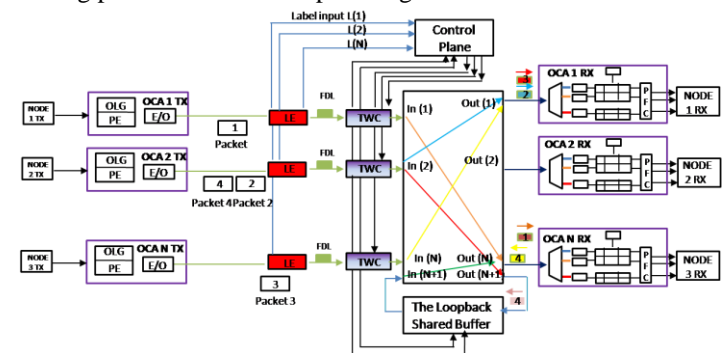 Label input L(1)
L(2)
L(N)
Control
Plane
NODE
1 TX
OLG
PE
OCA 1 TX
E/O
1
Packet
LE
FDL
TWC
In (1)
Out (1)
3
2
OCA 1 RX
P
F
C
NODE
1 RX
NODE
2 TX
OLG
PE
OCA 2 TX
E/O
4
2
Packet 4
Packet 2
LE
TWC
In (2)
Out (2)
OCA 2 RX
P
F
C
NODE
2 RX
NODE
3 TX
OLG
PE
OCA N TX
E/O
3
Packet 3
LE
FDL
TWC
In (N)
Out (N)
In (N+1)
Out (N+1)
1
4
4
OCA N RX
P
F
C
NODE
3 RX
The Loopback
Shared Buffer